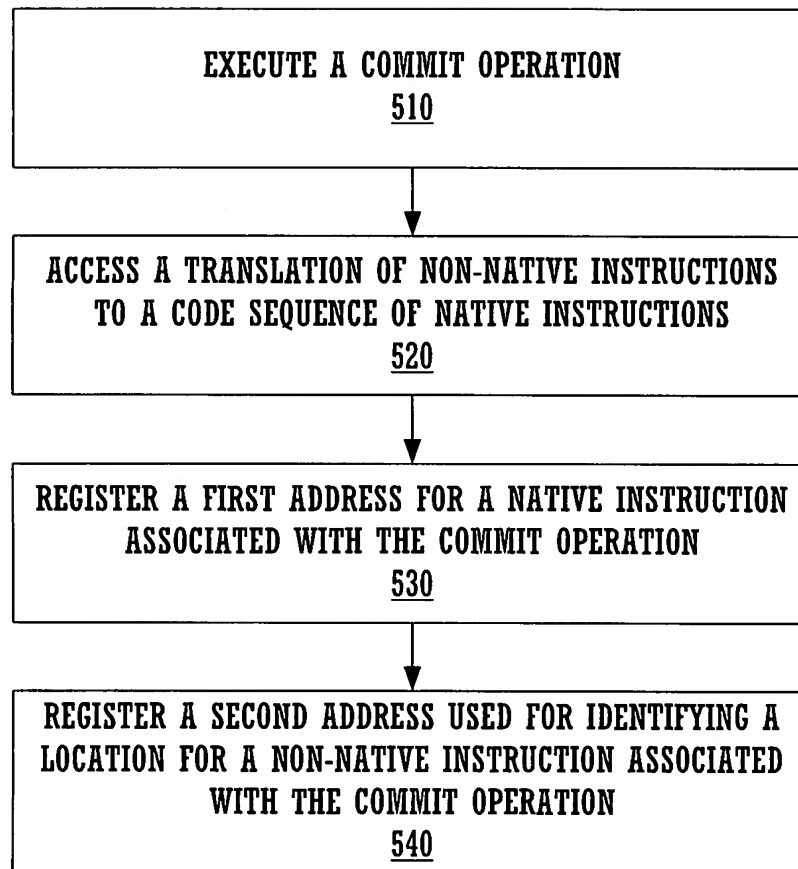 EXECUTE A COMMIT OPERATION
510
ACCESS A TRANSLATION OF NON-NATIVE INSTRUCTIONS
TO A CODE SEQUENCE OF NATIVE INSTRUCTIONS
520
REGISTER A FIRST ADDRESS FOR A NATIVE INSTRUCTION
ASSOCIATED WITH THE COMMIT OPERATION
530
REGISTER A SECOND ADDRESS USED FOR IDENTIFYING A
LOCATION FOR A NON-NATIVE INSTRUCTION ASSOCIATED
WITH THE COMMIT OPERATION
540